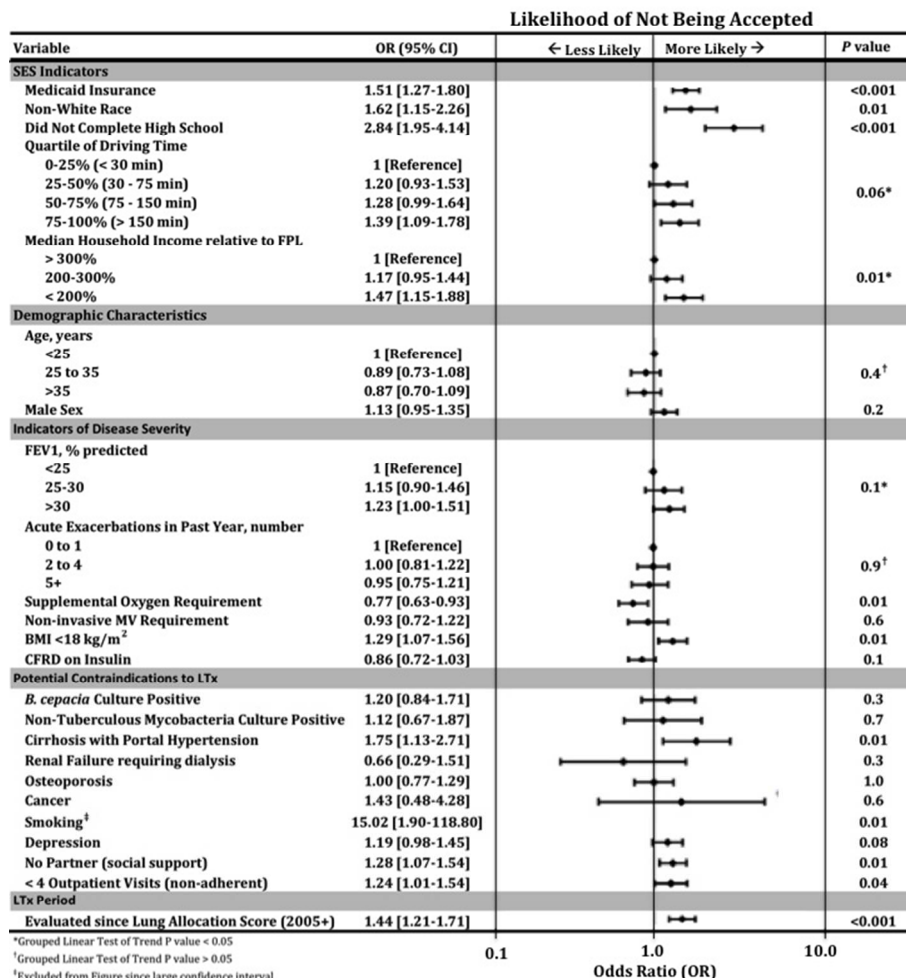 Likelihood of Not Being Accepted
Variable OR (95% CI) ← Less Likely More Likely → P value
SES Indicators
Medicaid Insurance 1.51 [1.27-1.80] <0.001
Non-White Race 1.62 [1.15-2.26] 0.01
Did Not Complete High School 2.84 [1.95-4.14] <0.001
Quartile of Driving Time
0-25% (< 30 min) 1 [Reference]
25-50% (30 - 75 min) 1.20 [0.93-1.53]
0.06*
50-75% (75 - 150 min) 1.28 [0.99-1.64]
75-100% (> 150 min) 1.39 [1.09-1.78]
Median Household Income relative to FPL
> 300% 1 [Reference]
200-300% 1.17 [0.95-1.44] 0.01*
< 200% 1.47 [1.15-1.88]
Demographic Characteristics
Age, years
<25 1 [Reference]
25 to 35 0.89 [0.73-1.08] 0.4†
>35 0.87 [0.70-1.09]
Male Sex 1.13 [0.95-1.35] 0.2
Indicators of Disease Severity
FEV1, % predicted
<25 1 [Reference]
25-30 1.15 [0.90-1.46] 0.1*
>30 1.23 [1.00-1.51]
Acute Exacerbations in Past Year, number
0 to 1 1 [Reference]
2 to 4 1.00 [0.81-1.22] 0.9†
5+ 0.95 [0.75-1.21]
Supplemental Oxygen Requirement 0.77 [0.63-0.93] 0.01
Non-invasive MV Requirement 0.93 [0.72-1.22] 0.6
BMI <18 kg/m² 1.29 [1.07-1.56] 0.01
CFRD on Insulin 0.86 [0.72-1.03] 0.1
Potential Contraindications to LTx
B. cepacia Culture Positive 1.20 [0.84-1.71] 0.3
Non-Tuberculous Mycobacteria Culture Positive 1.12 [0.67-1.87] 0.7
Cirrhosis with Portal Hypertension 1.75 [1.13-2.71] 0.01
Renal Failure requiring dialysis 0.66 [0.29-1.51] 0.3
Osteoporosis 1.00 [0.77-1.29] 1.0
Cancer 1.43 [0.48-4.28] 0.6
Smoking‡ 15.02 [1.90-118.80] 0.01
Depression 1.19 [0.98-1.45] 0.08
No Partner (social support) 1.28 [1.07-1.54] 0.01
< 4 Outpatient Visits (non-adherent) 1.24 [1.01-1.54] 0.04
LTx Period
Evaluated since Lung Allocation Score (2005+) 1.44 [1.21-1.71] <0.001
*Grouped Linear Test of Trend P value < 0.05
0.1 1.0 10.0
†Grouped Linear Test of Trend P value > 0.05
Odds Ratio (OR)
‡Excluded from Figure since large confidence interval